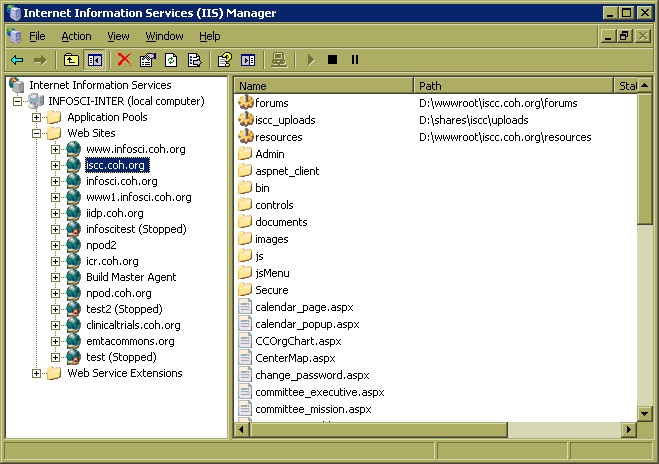 Internet Information Services (IIS) Manager
File Action View Window Help
Internet Information Services
INFOSCI-INTER (local computer)
Application Pools
Web Sites
www.infosci.coh.org
iscc.coh.org
infosci.coh.org
www1.infosci.coh.org
iidp.coh.org
infoscitest (Stopped)
npod2
icr.coh.org
Build Master Agent
npod.coh.org
test2 (Stopped)
clinicaltrials.coh.org
emtacommons.org
test (Stopped)
Web Service Extensions
Name Path Stat
forums D:\wwwroot\iscc.coh.org\forums
iscc_uploads D:\shares\iscc\uploads
resources D:\wwwroot\iscc.coh.org\resources
Admin
aspnet_client
bin
controls
documents
images
js
jsMenu
Secure
calendar_page.aspx
calendar_popup.aspx
CCOrgChart.aspx
CenterMap.aspx
change_password.aspx
committee_executive.aspx
committee_mission.aspx